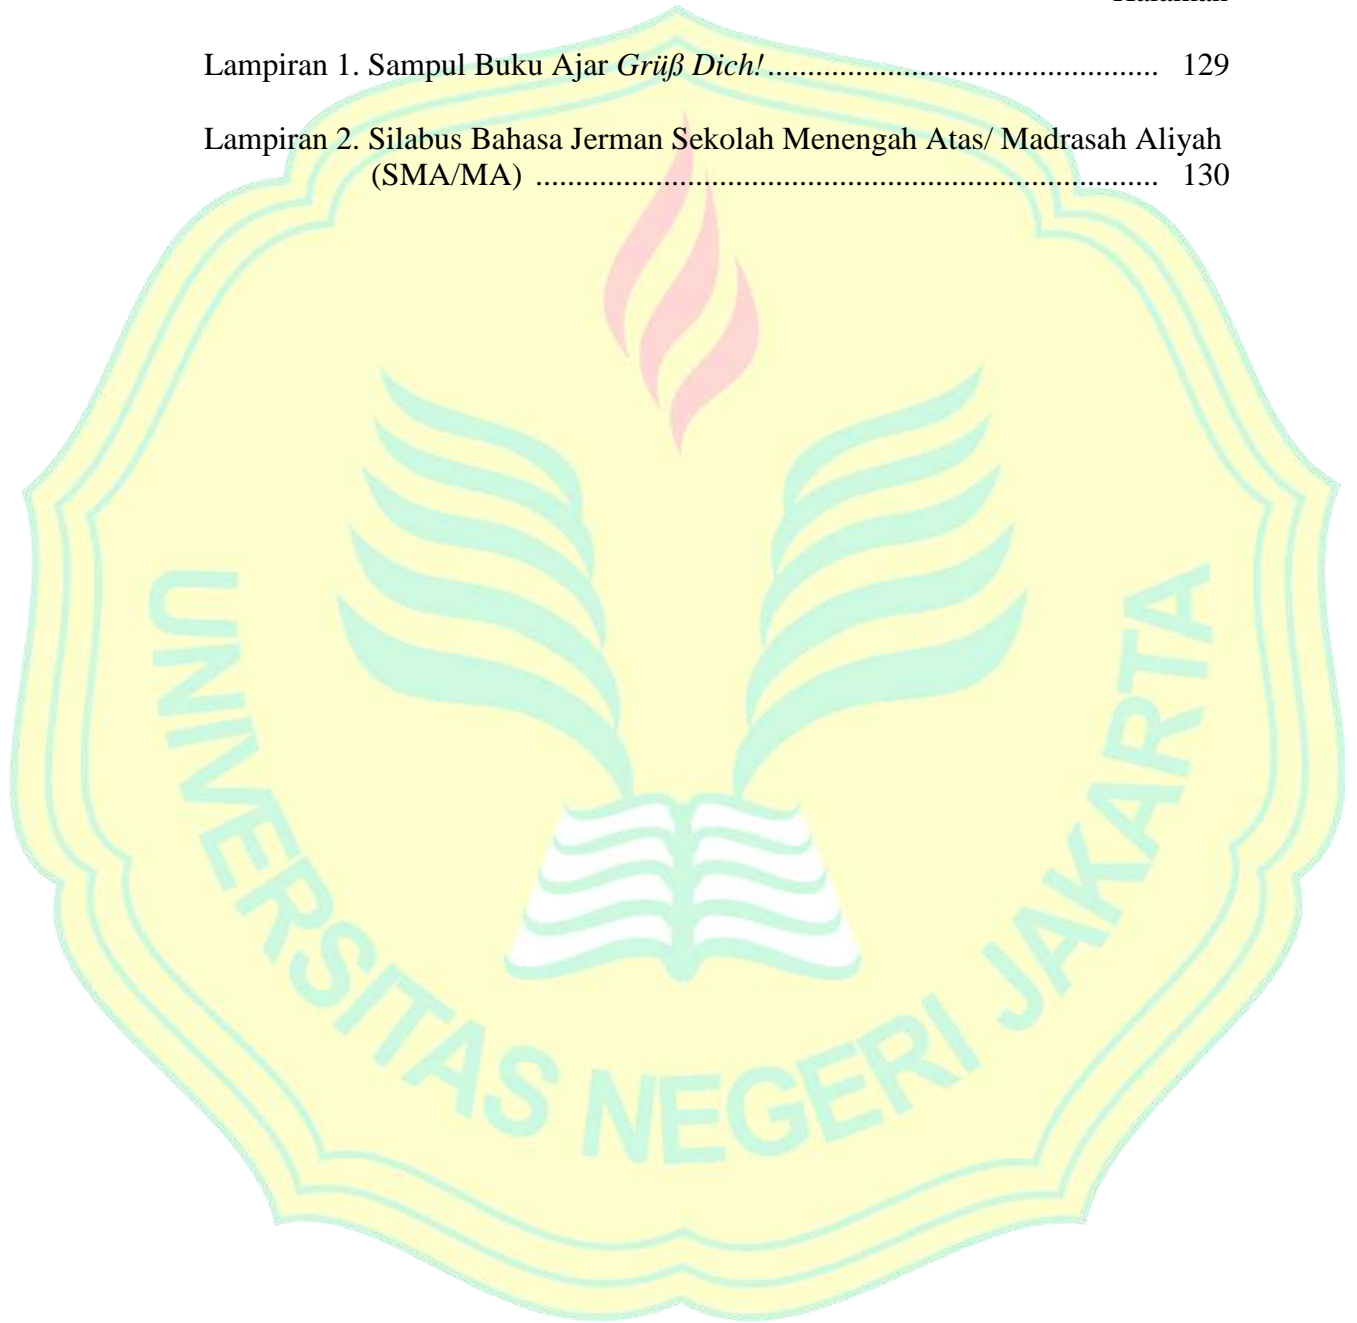 Lampiran 1. Sampul Buku Ajar Grüß Dich! ......................................... 129
Lampiran 2. Silabus Bahasa Jerman Sekolah Menengah Atas/ Madrasah Aliyah
(SMA/MA) ................................................................. 130
UNIVERSITAS NEGERI JAKARTA